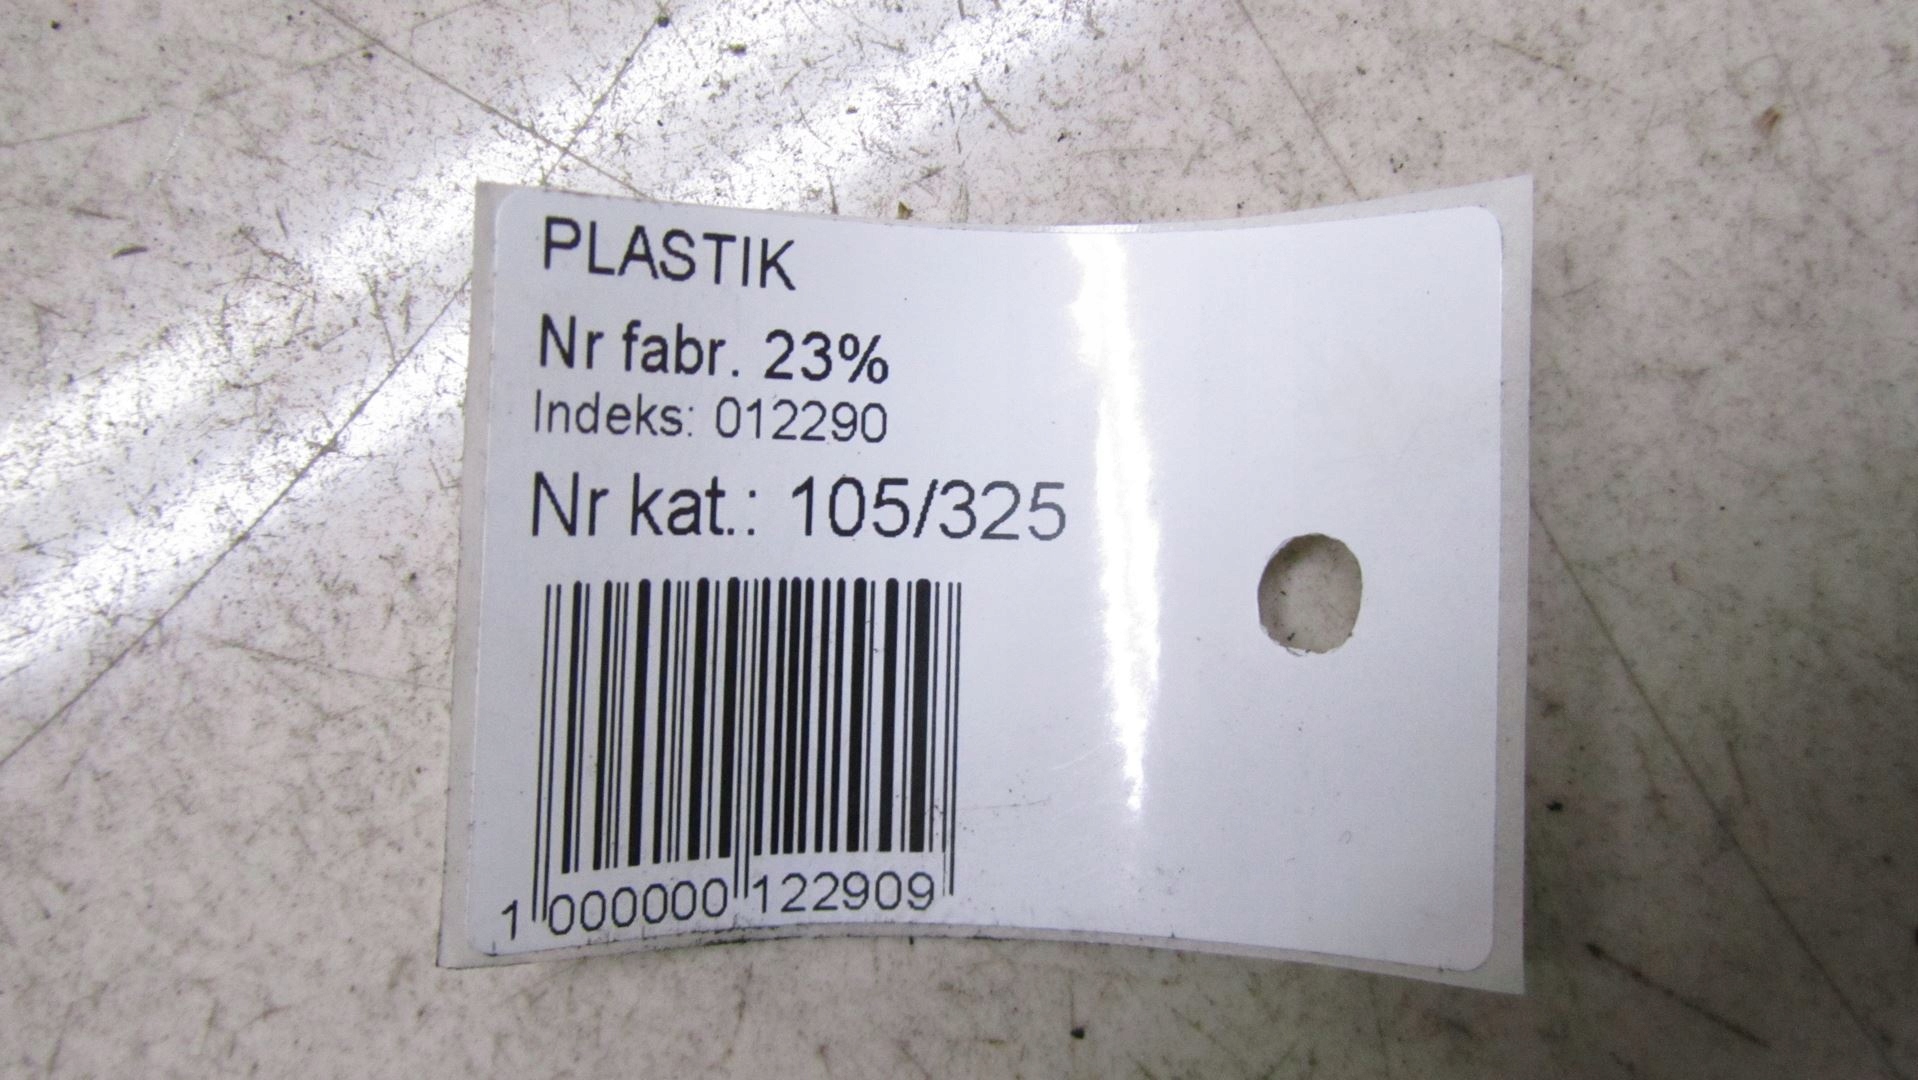 PLASTIK
Nr fabr. 23%
Indeks: 012290
Nr kat.: 105/325
1 000000 122909